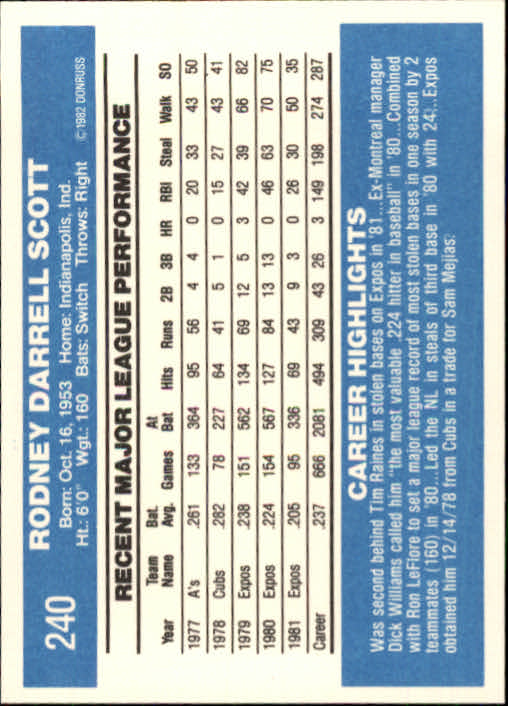 240
RODNEY DARRELL SCOTT
Born: Oct. 16, 1953 Home: Indianapolis, Ind.
Ht.: 6'0" Wgt.: 160 Bats: Switch Throws: Right ©1982 DONRUSS
RECENT MAJOR LEAGUE PERFORMANCE
Year Team Name Bat. Avg. Games At Bat Hits Runs 2B 3B HR RBI Steal Walk SO
1977 A's .261 133 364 95 56 4 4 0 20 33 43 50
1978 Cubs .282 78 227 64 41 5 1 0 15 27 43 41
1979 Expos .238 151 562 134 69 12 5 3 42 39 66 82
1980 Expos .224 154 567 127 84 13 13 0 46 63 70 75
1981 Expos .205 95 336 69 43 9 3 0 26 30 50 35
Career .237 666 2081 494 309 43 26 3 149 198 274 287
CAREER HIGHLIGHTS
Was second behind Tim Raines in stolen bases on Expos in '81...Ex-Montreal manager
Dick Williams called him "the most valuable .224 hitter in baseball" in '80...Combined
with Ron LeFlore to set a major league record of most stolen bases in one season by 2
teammates (160) in '80...Led the NL in steals of third base in '80 with 24...Expos
obtained him 12/14/78 from Cubs in a trade for Sam Mejias.